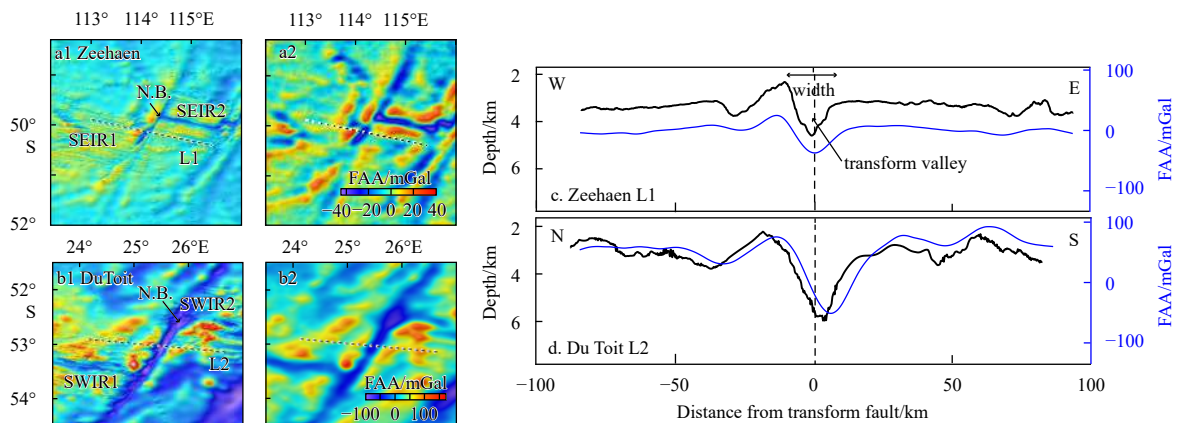 113° 114° 115°E
113° 114° 115°E
a1 Zeehaen
a2
N.B.
SEIR2
SEIR1
L1
50°
S
52°
FAA/mGal
−40 −20 0 20 40
24° 25° 26°E
24° 25° 26°E
b1 DuToit
b2
N.B.
SWIR2
L2
SWIR1
52°
S
53°
54°
FAA/mGal
−100 0 100
W
width
E
transform valley
c. Zeehaen L1
Depth/km
2
4
6
100
0
−100
FAA/mGal
N
S
d. Du Toit L2
Depth/km
2
4
6
100
0
−100
FAA/mGal
−100 −50 0 50 100
Distance from transform fault/km